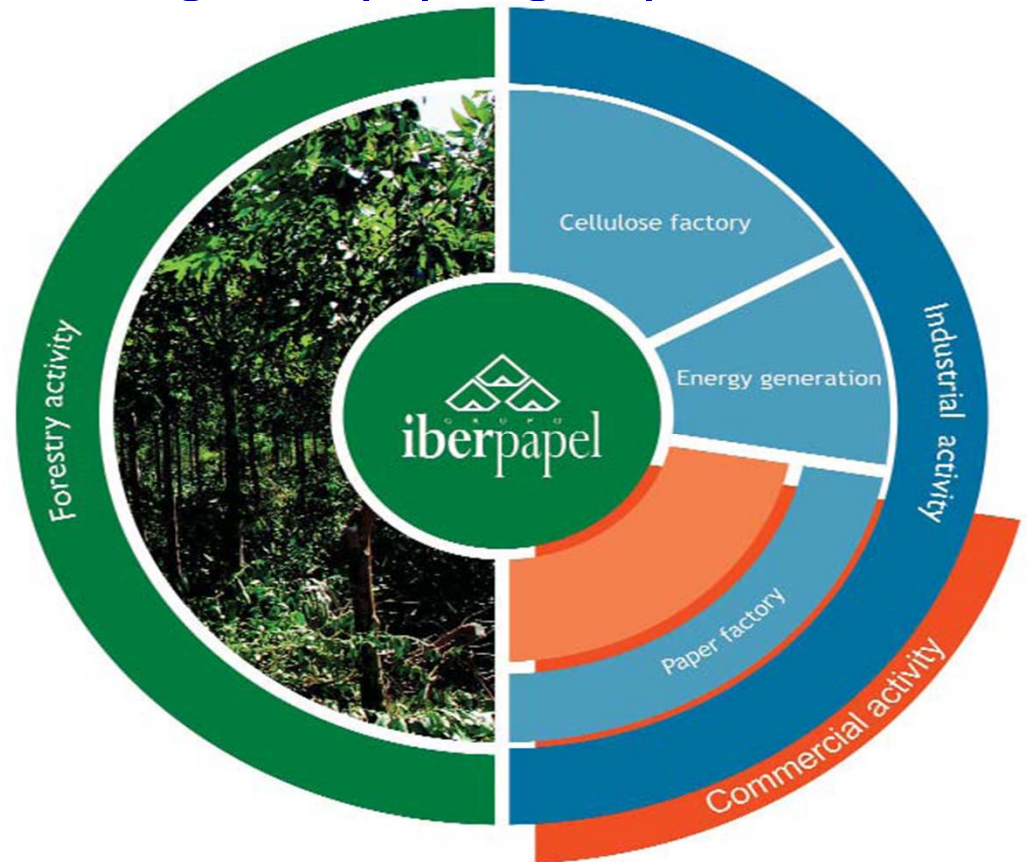 Forestry activity
Cellulose factory
Energy generation
Industrial activity
GRUPO
iberpapel
Paper factory
Commercial activity